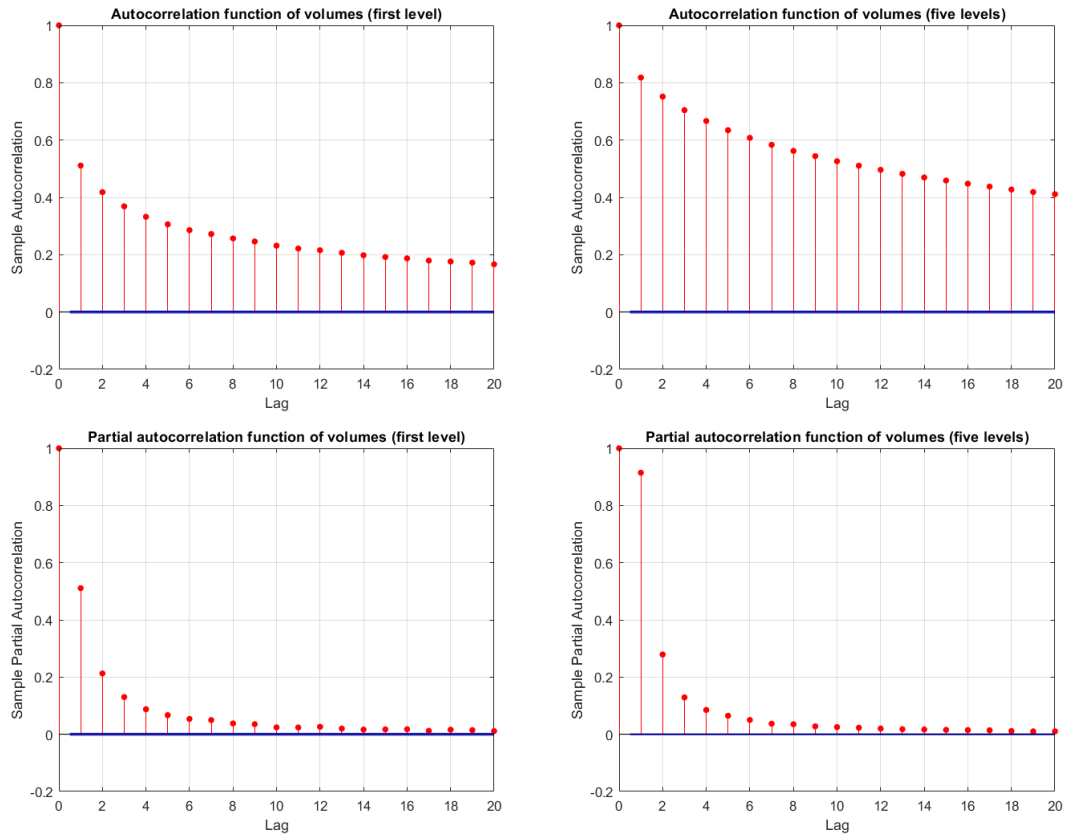 Autocorrelation function of volumes (first level)
1
0.8
0.6
0.4
0.2
0
-0.2
Sample Autocorrelation
0 2 4 6 8 10 12 14 16 18 20
Lag
Autocorrelation function of volumes (five levels)
1
0.8
0.6
0.4
0.2
0
-0.2
Sample Autocorrelation
0 2 4 6 8 10 12 14 16 18 20
Lag
Partial autocorrelation function of volumes (first level)
1
0.8
0.6
0.4
0.2
0
-0.2
Sample Partial Autocorrelation
0 2 4 6 8 10 12 14 16 18 20
Lag
Partial autocorrelation function of volumes (five levels)
1
0.8
0.6
0.4
0.2
0
-0.2
Sample Partial Autocorrelation
0 2 4 6 8 10 12 14 16 18 20
Lag